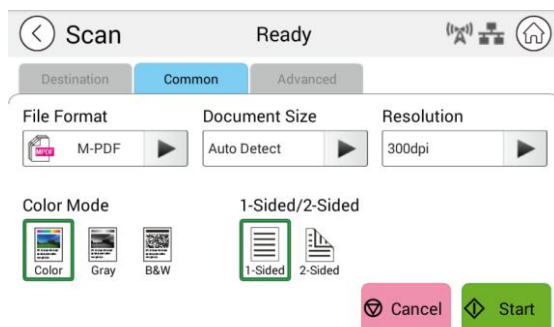 Scan Ready
Destination Common Advanced
File Format Document Size Resolution
MPDF M-PDF Auto Detect 300dpi
Color Mode 1-Sided/2-Sided
Color Gray B&W 1-Sided 2-Sided
Cancel Start